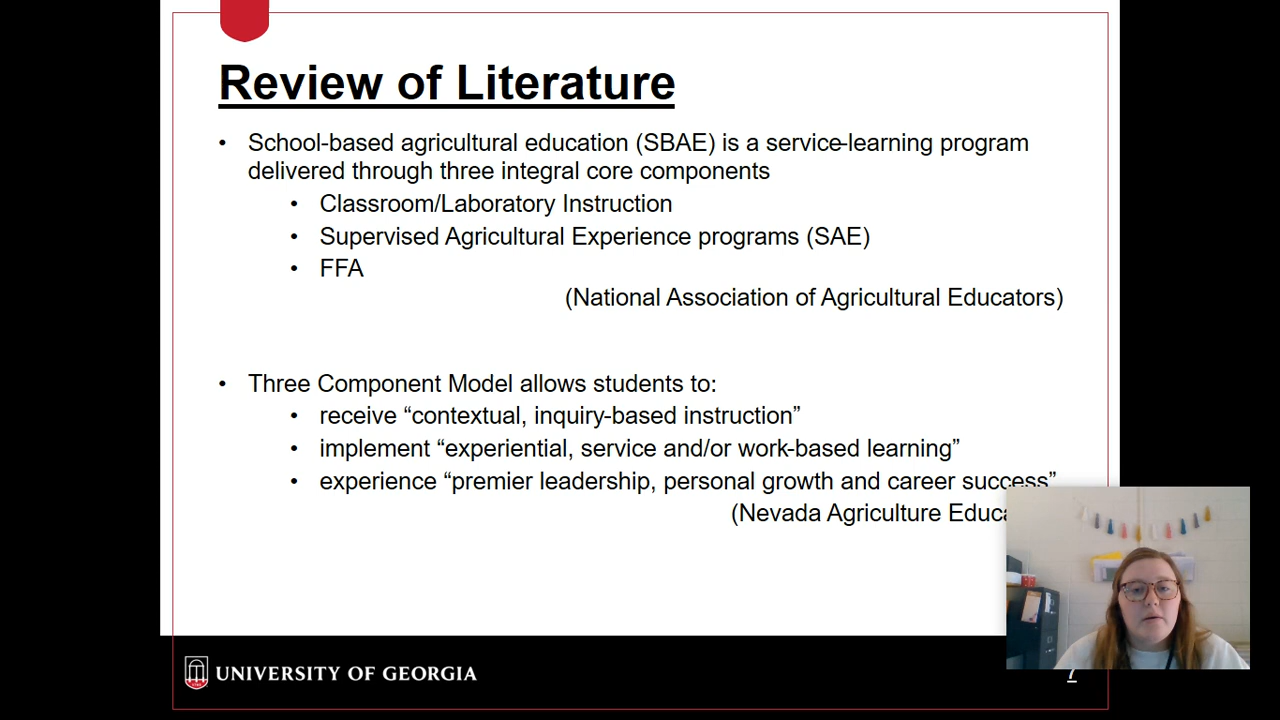 Review of Literature
• School-based agricultural education (SBAE) is a service-learning program
delivered through three integral core components
• Classroom/Laboratory Instruction
• Supervised Agricultural Experience programs (SAE)
• FFA
(National Association of Agricultural Educators)
• Three Component Model allows students to:
• receive “contextual, inquiry-based instruction”
• implement “experiential, service and/or work-based learning”
• experience “premier leadership, personal growth and career success”
(Nevada Agriculture
UNIVERSITY OF GEORGIA
7